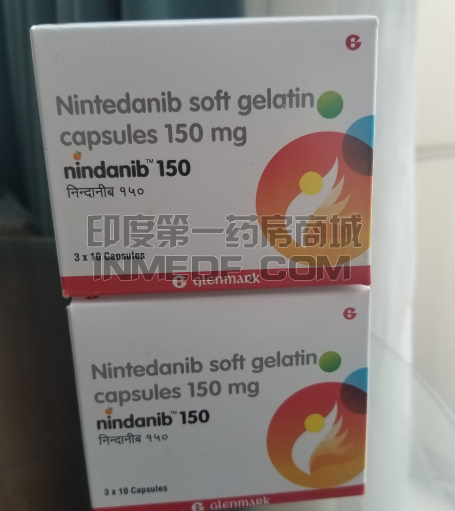 Nintedanib soft gelatin
capsules 150 mg
nindanib™ 150
निन्दानीब १५०
印度第一药房商城
INMEDE.COM
3 x 10 Capsules
glenmark
Nintedanib soft gelatin
capsules 150 mg
nindanib™ 150
निन्दानीब १५०
3 x 10 Capsules
glenmark